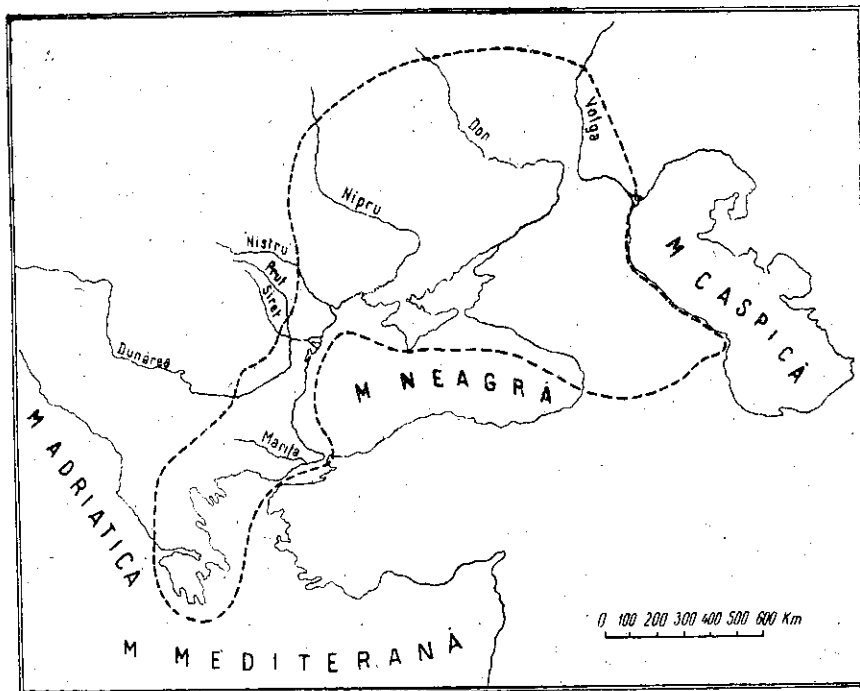 Volga
Don
Nipru
Nistru
Prut
Siret
M CASPICĂ
Dunărea
M NEAGRĂ
Marița
M ADRIATICĂ
0 100 200 300 400 500 600 Km
M MEDITERANĂ